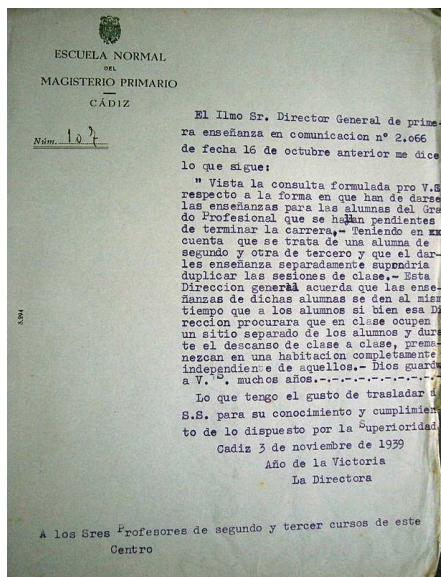 ESCUELA NORMAL
DEL
MAGISTERIO PRIMARIO
CÁDIZ
Núm. 107
El Ilmo Sr. Director General de prime-
ra enseñanza en comunicacion nº 2.066
de fecha 16 de octubre anterior me dice
lo que sigue:
" Vista la consulta formulada pro V.S
respecto a la forma en que han de darse
las enseñanzas para las alumnas del Gra
do Profesional que se hallan pendientes
de terminar la carrera,- Teniendo en
cuenta que se trata de una alumna de
segundo y otra de tercero y que el dar-
les enseñanza separadamente supondria
duplicar las sesiones de clase.- Esta
Direccion general acuerda que las ense-
ñanzas de dichas alumnas se den al mism
tiempo que a los alumnos si bien esa Di
reccion procurara que en clase ocupen
un sitio separado de los alumnos y dura
te el descanso de clase a clase, prema-
nezcan en una habitacion completamente
independiente de aquellos.- Dios guard
a V.S. muchos años.-.-.-.-.-.-.-.-.-.-
Lo que tengo el gusto de trasladar a
S.S. para su conocimiento y cumplimien
to de lo dispuesto por la Superioridad
Cadiz 3 de noviembre de 1939
Año de la Victoria
La Directora
A los Sres Profesores de segundo y tercer cursos de este
Centro